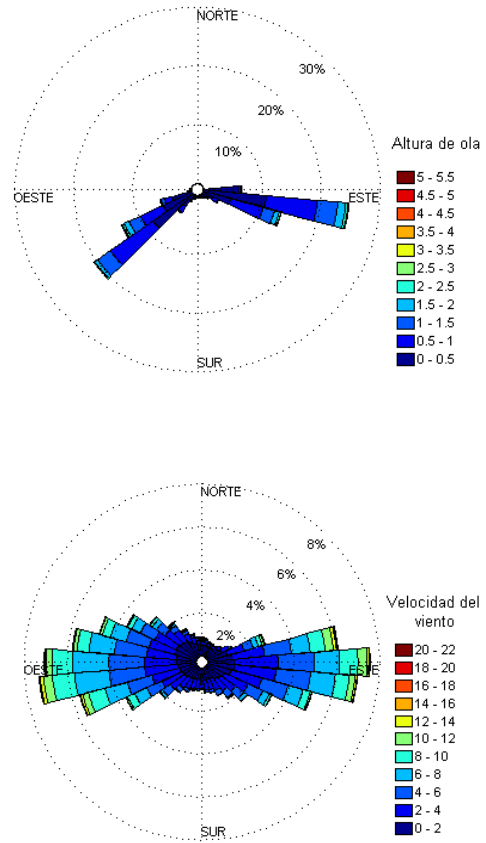 NORTE
30%
20%
10%
OESTE
ESTE
SUR
Altura de ola
5 - 5.5
4.5 - 5
4 - 4.5
3.5 - 4
3 - 3.5
2.5 - 3
2 - 2.5
1.5 - 2
1 - 1.5
0.5 - 1
0 - 0.5
NORTE
8%
6%
4%
2%
OESTE
ESTE
SUR
Velocidad del
viento
20 - 22
18 - 20
16 - 18
14 - 16
12 - 14
10 - 12
8 - 10
6 - 8
4 - 6
2 - 4
0 - 2